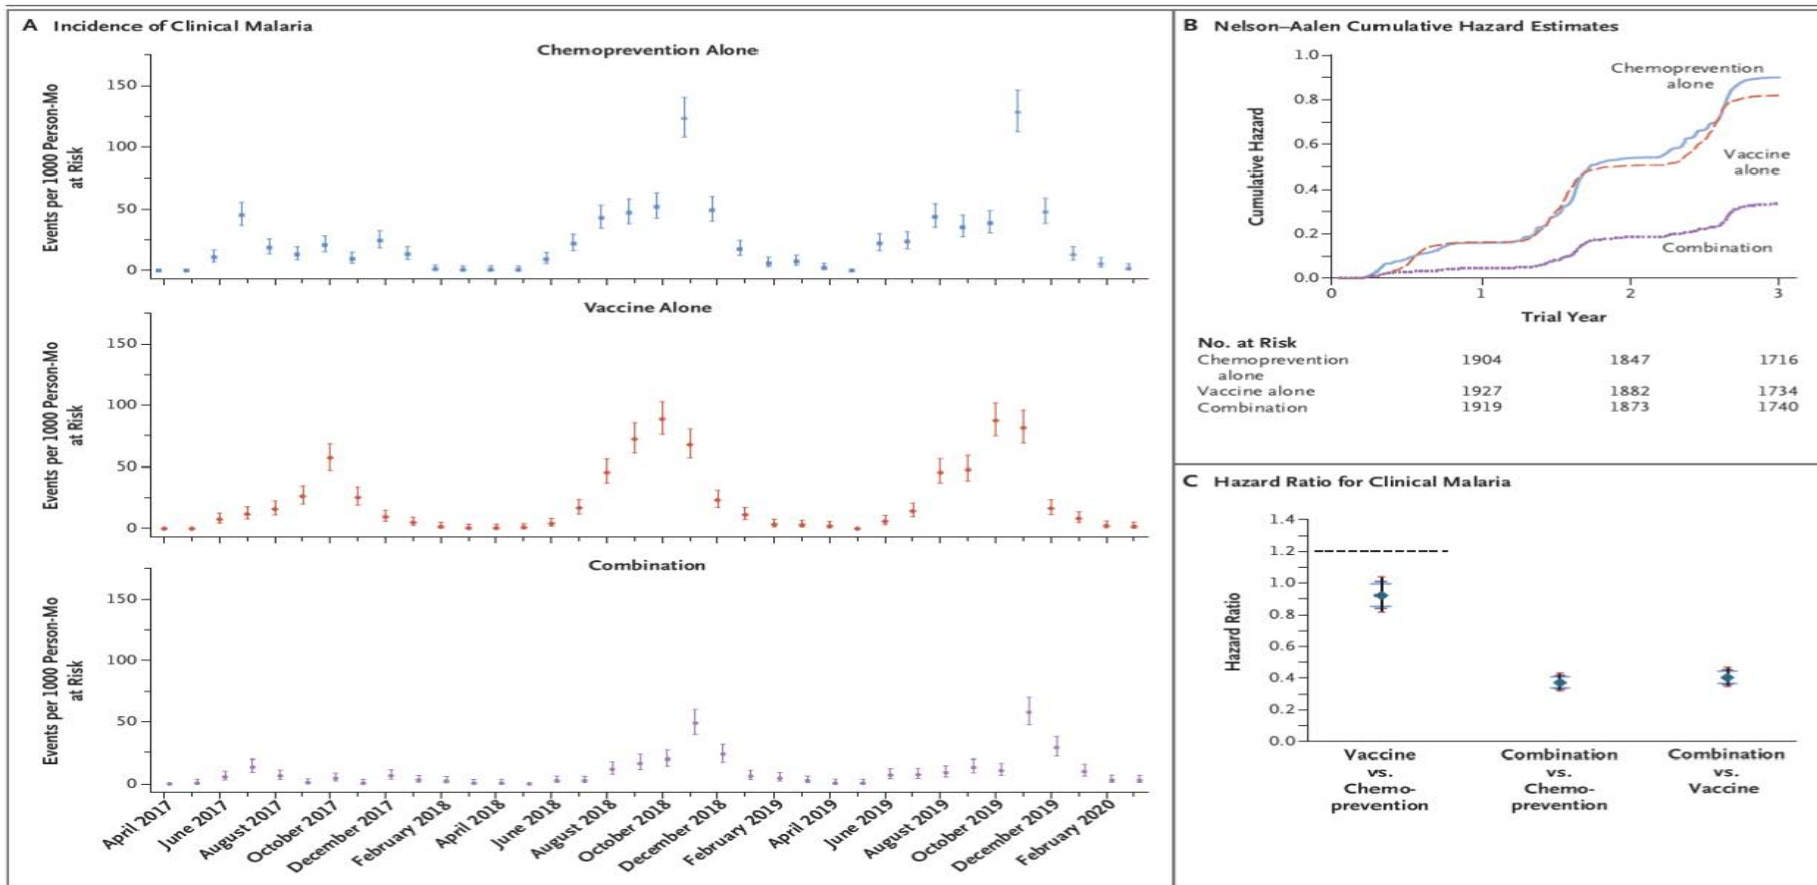 A Incidence of Clinical Malaria
Chemoprevention Alone
Events per 1000 Person-Mo
at Risk
150
100
50
0
Vaccine Alone
Events per 1000 Person-Mo
at Risk
150
100
50
0
Combination
Events per 1000 Person-Mo
at Risk
150
100
50
0
April 2017
June 2017
August 2017
October 2017
December 2017
February 2018
April 2018
June 2018
August 2018
October 2018
December 2018
February 2019
April 2019
June 2019
August 2019
October 2019
December 2019
February 2020
B Nelson–Aalen Cumulative Hazard Estimates
Cumulative Hazard
1.0
0.8
0.6
0.4
0.2
0.0
Chemoprevention
alone
Vaccine
alone
Combination
0 1 2 3
Trial Year
No. at Risk
Chemoprevention 1904 1847 1716
alone
Vaccine alone 1927 1882 1734
Combination 1919 1873 1740
C Hazard Ratio for Clinical Malaria
Hazard Ratio
1.4
1.2
1.0
0.8
0.6
0.4
0.2
0.0
Vaccine
vs.
Chemo-
prevention
Combination
vs.
Chemo-
prevention
Combination
vs.
Vaccine